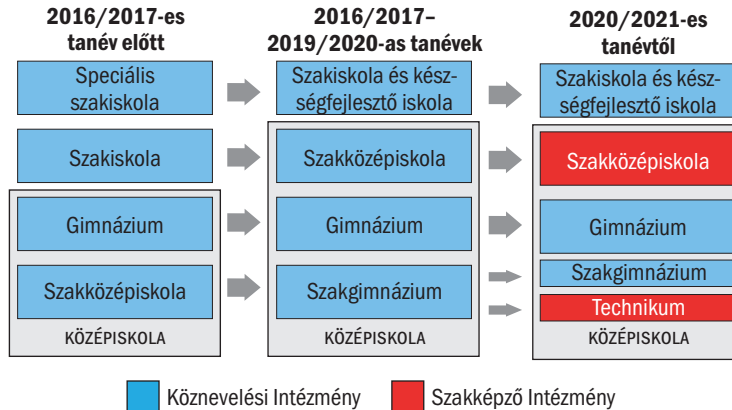 2016/2017-es
tanév előtt
Speciális
szakiskola
Szakiskola
Gimnázium
Szakközépiskola
KÖZÉPISKOLA
2016/2017–
2019/2020-as tanévek
Szakiskola és kész-
ségfejlesztő iskola
Szakközépiskola
Gimnázium
Szakgimnázium
KÖZÉPISKOLA
2020/2021-es
tanévtől
Szakiskola és kész-
ségfejlesztő iskola
Szakközépiskola
Gimnázium
Szakgimnázium
Technikum
KÖZÉPISKOLA
Köznevelési Intézmény
Szakképző Intézmény